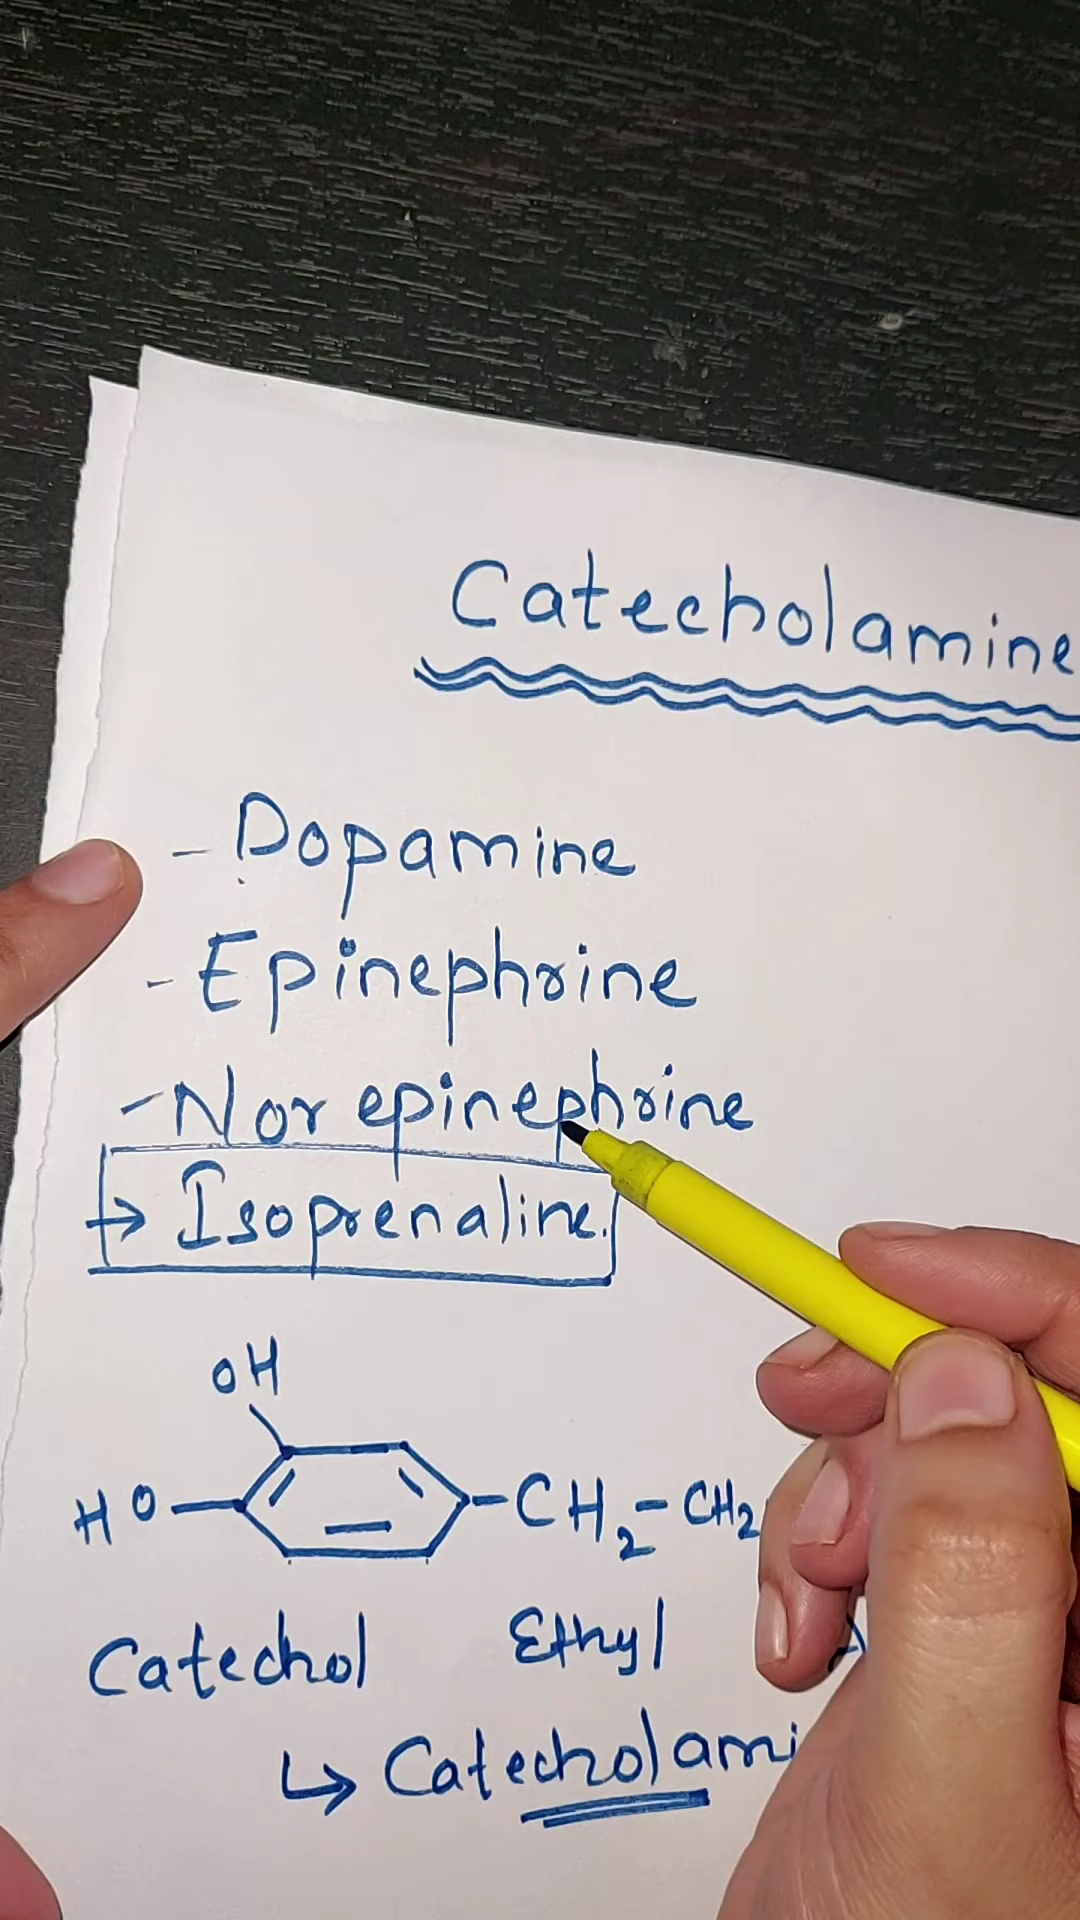 Catecholamine
- Dopamine
- Epinephrine
- Nor epinephrine
→ Isoprenaline.
OH
HO-CH2-CH2
Catechol Ethyl
↳ Catecholami